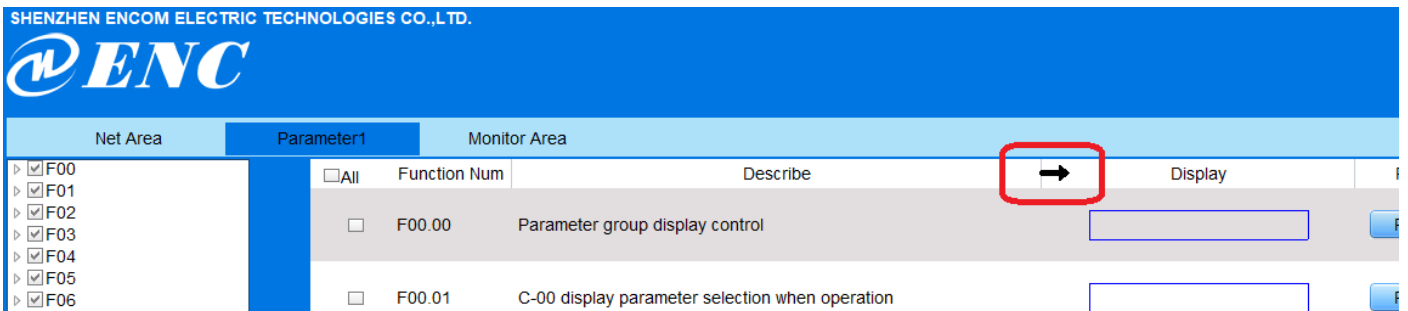 SHENZHEN ENCOM ELECTRIC TECHNOLOGIES CO.,LTD.
ENC
Net Area Parameter1 Monitor Area
F00
F01
F02
F03
F04
F05
F06
All Function Num Describe Display
F00.00 Parameter group display control
F00.01 C-00 display parameter selection when operation